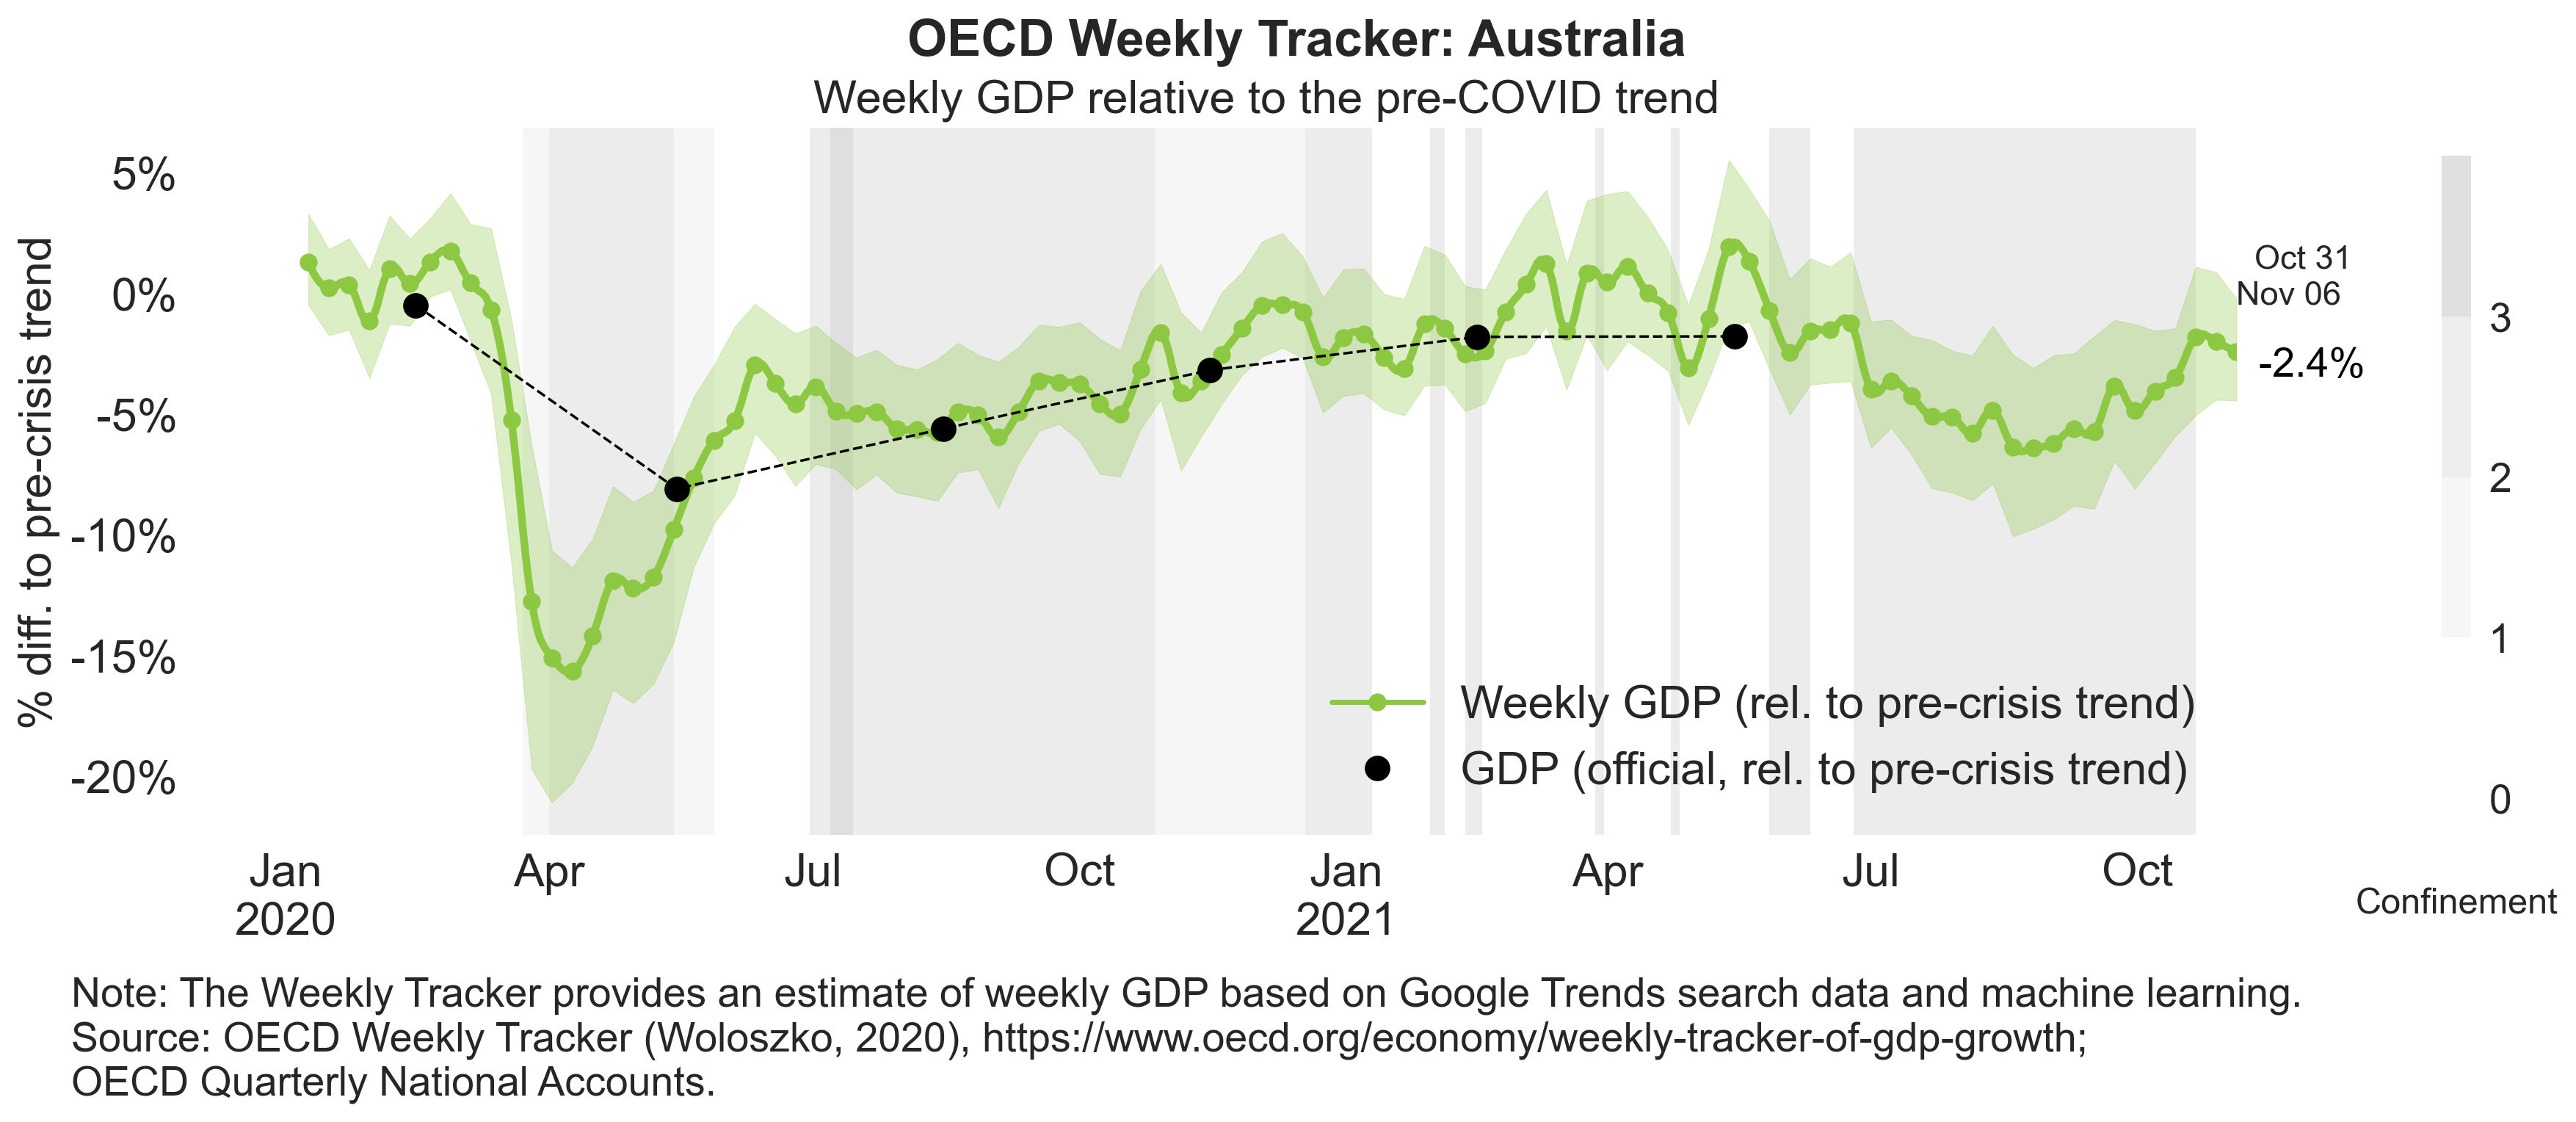 OECD Weekly Tracker: Australia
Weekly GDP relative to the pre-COVID trend
% diff. to pre-crisis trend
5%
0%
-5%
-10%
-15%
-20%
Oct 31
Nov 06
-2.4%
3
2
1
0
Confinement
Weekly GDP (rel. to pre-crisis trend)
GDP (official, rel. to pre-crisis trend)
Jan Apr Jul Oct Jan Apr Jul Oct
2020 2021
Note: The Weekly Tracker provides an estimate of weekly GDP based on Google Trends search data and machine learning.
Source: OECD Weekly Tracker (Woloszko, 2020), https://www.oecd.org/economy/weekly-tracker-of-gdp-growth;
OECD Quarterly National Accounts.